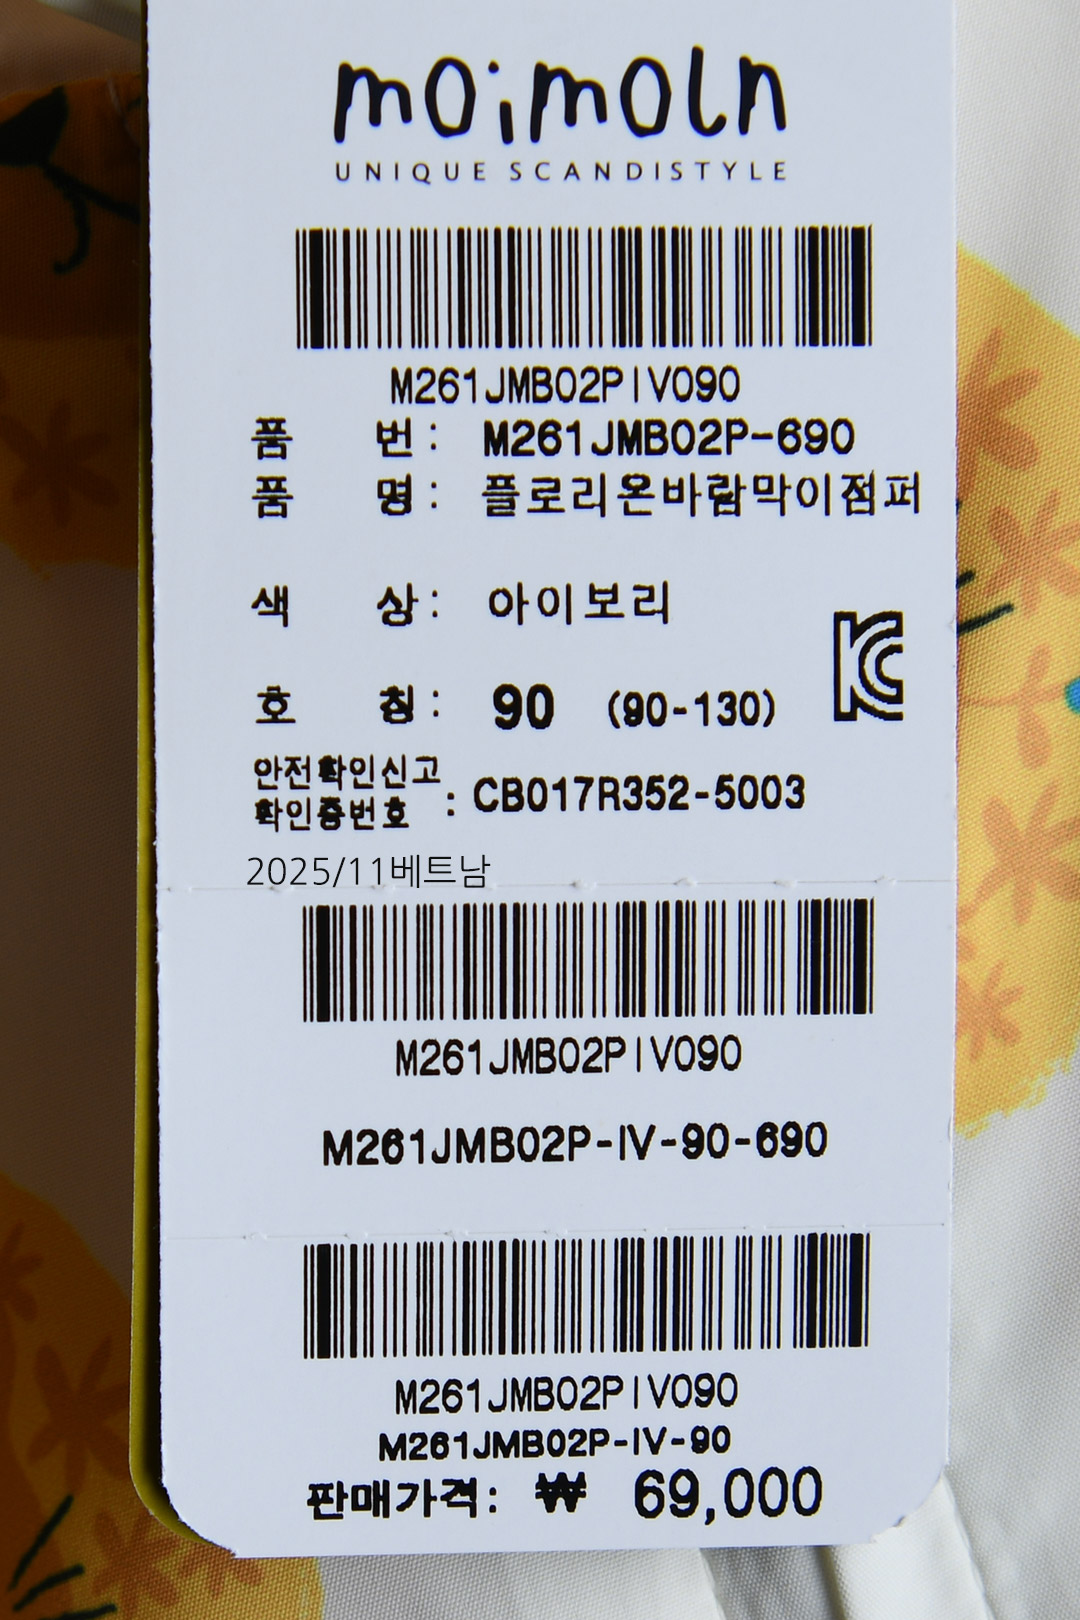 moimoln
UNIQUE SCANDISTYLE
M261JMB02PIV090
품 번 : M261JMB02P-690
품 명 : 플로리온바람막이점퍼
색 상 : 아이보리
호 칭 : 90 (90-130)
안전확인신고
확인증번호 : CB017R352-5003
2025/11베트남
M261JMB02PIV090
M261JMB02P-IV-90-690
M261JMB02PIV090
M261JMB02P-IV-90
판매가격: ₩ 69,000